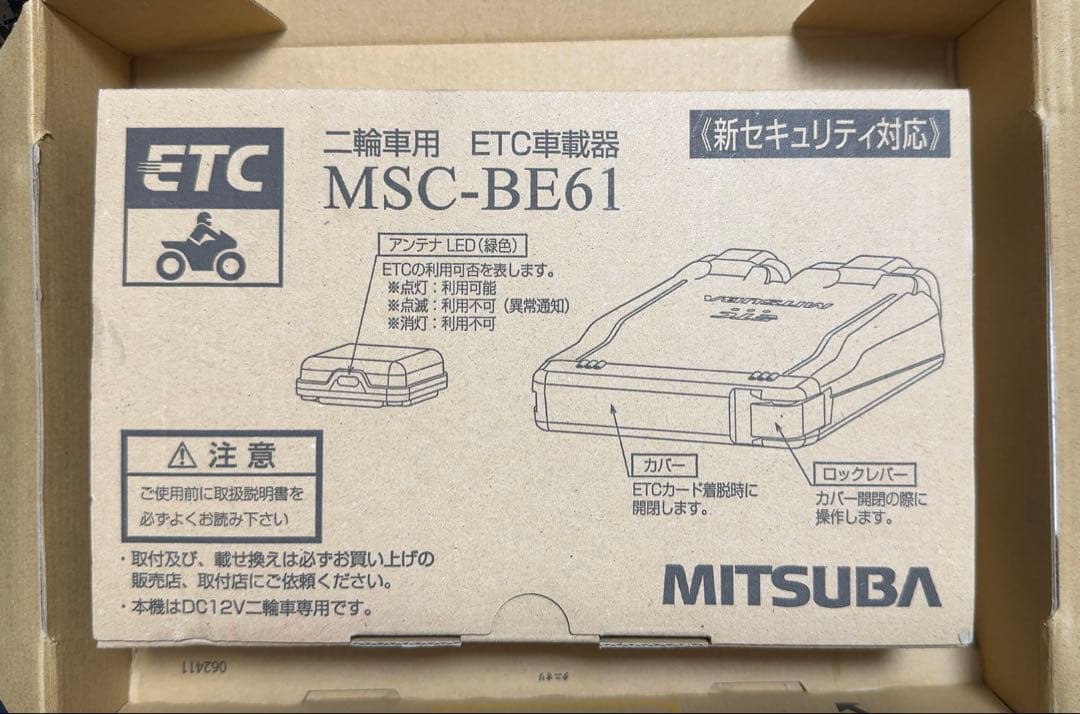 ETC
二輪車用 ETC車載器
MSC-BE61
《新セキュリティ対応》
アンテナ LED(緑色)
ETCの利用可否を表します。
※点灯:利用可能
※点滅:利用不可(異常通知)
※消灯:利用不可
MITSUBA
ETC
カバー
ETCカード着脱時に
開閉します。
ロックレバー
カバー開閉の際に
操作します。
注意
ご使用前に取扱説明書を
必ずよくお読み下さい
・取付及び、載せ換えは必ずお買い上げの
販売店、取付店にご依頼ください。
・本機はDC12V二輪車専用です。
MITSUBA
062411
タニオリ